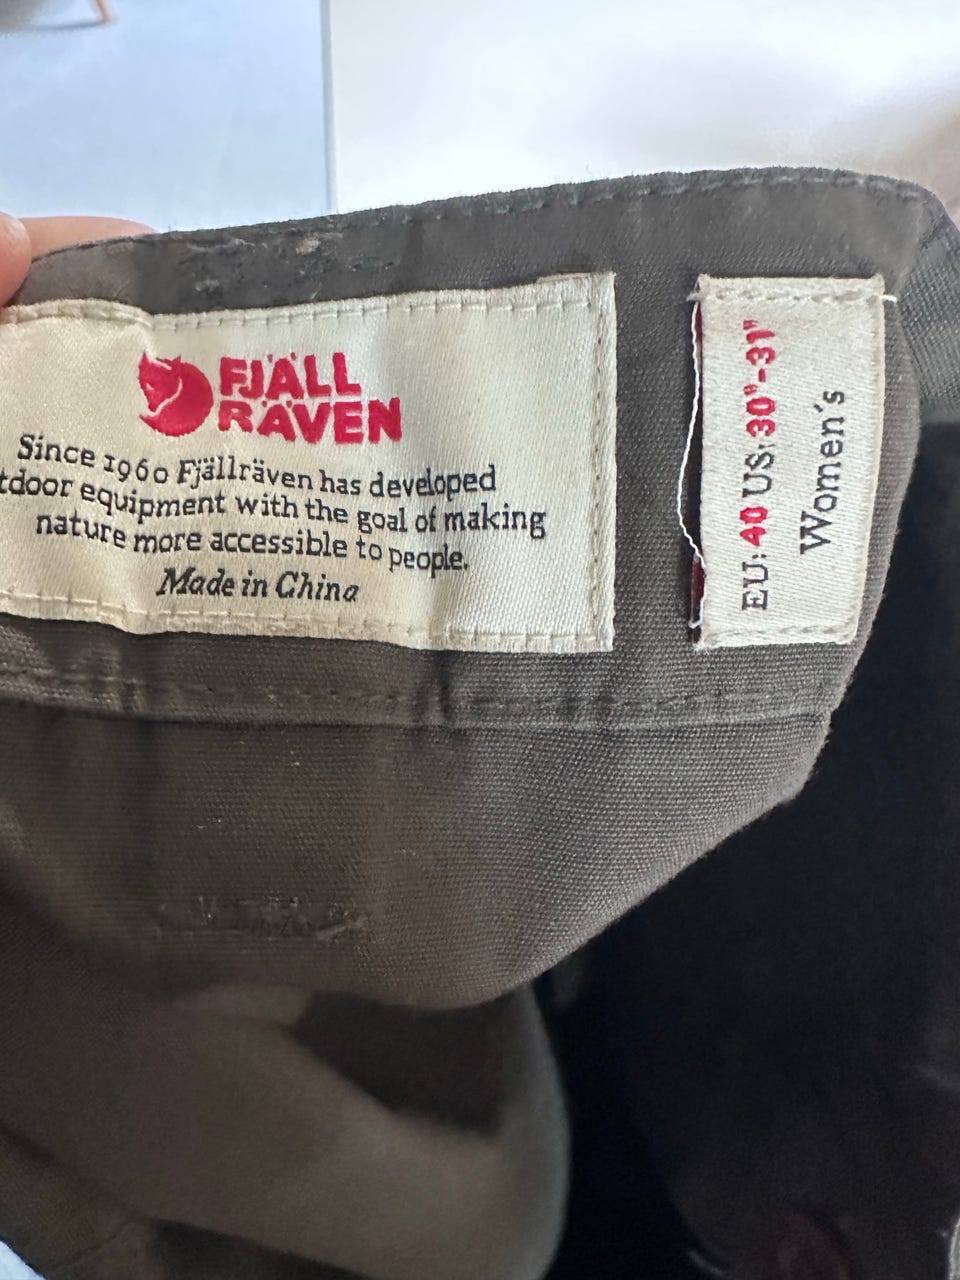 FJÄLL
RÄVEN
Since 1960 Fjällräven has developed
equipment with the goal of making
nature more accessible to people.
Made in China
EU: 40 US: 30"-31"
Women´s